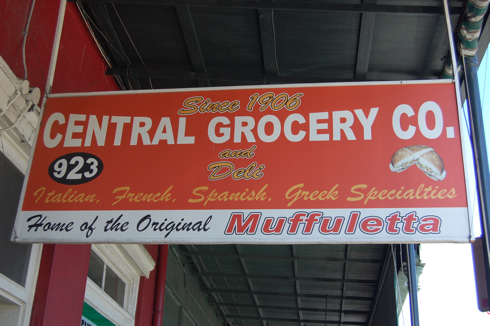 Since 1906
CENTRAL GROCERY CO.
and
923
Deli
Italian, French, Spanish, Greek Specialties
Home of the Original Muffuletta